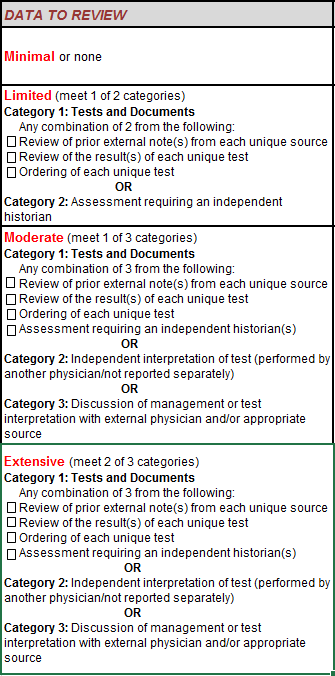 DATA TO REVIEW
Minimal or none
Limited (meet 1 of 2 categories)
Category 1: Tests and Documents
Any combination of 2 from the following:
Review of prior external note(s) from each unique source
Review of the result(s) of each unique test
Ordering of each unique test
OR
Category 2: Assessment requiring an independent
historian
Moderate (meet 1 of 3 categories)
Category 1: Tests and Documents
Any combination of 3 from the following:
Review of prior external note(s) from each unique source
Review of the result(s) of each unique test
Ordering of each unique test
Assessment requiring an independent historian(s)
OR
Category 2: Independent interpretation of test (performed by
another physician/not reported separately)
OR
Category 3: Discussion of management or test
interpretation with external physician and/or appropriate
source
Extensive (meet 2 of 3 categories)
Category 1: Tests and Documents
Any combination of 3 from the following:
Review of prior external note(s) from each unique source
Review of the result(s) of each unique test
Ordering of each unique test
Assessment requiring an independent historian(s)
OR
Category 2: Independent interpretation of test (performed by
another physician/not reported separately)
OR
Category 3: Discussion of management or test
interpretation with external physician and/or appropriate
source